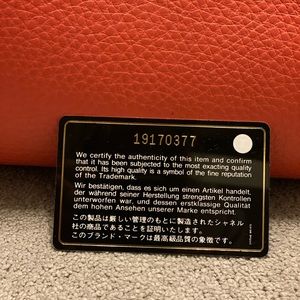 19170377
We certify the authenticity of this item and confirm
that it has been subjected to the most exacting quality
control. Its high quality is a symbol of the fine reputation
of the Trademark.
Wir bestätigen, dass es sich um einen Artikel handelt,
der während seiner Herstellung strengsten Kontrollen
unterworfen war, und dessen erstklassige Qualität
dem hohen Ansehen unserer Marke entspricht.
この製品は厳しい管理のもとに製造されたシャネル
社の商品であることを証明いたします。
このブランド・マークは最高級品質の象徴です。